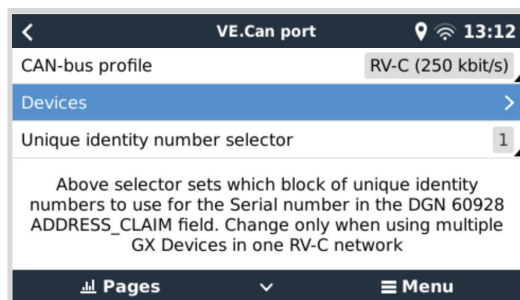 VE.Can port 13:12
CAN-bus profile RV-C (250 kbit/s)
Devices
Unique identity number selector 1
Above selector sets which block of unique identity
numbers to use for the Serial number in the DGN 60928
ADDRESS_CLAIM field. Change only when using multiple
GX Devices in one RV-C network
Pages Menu